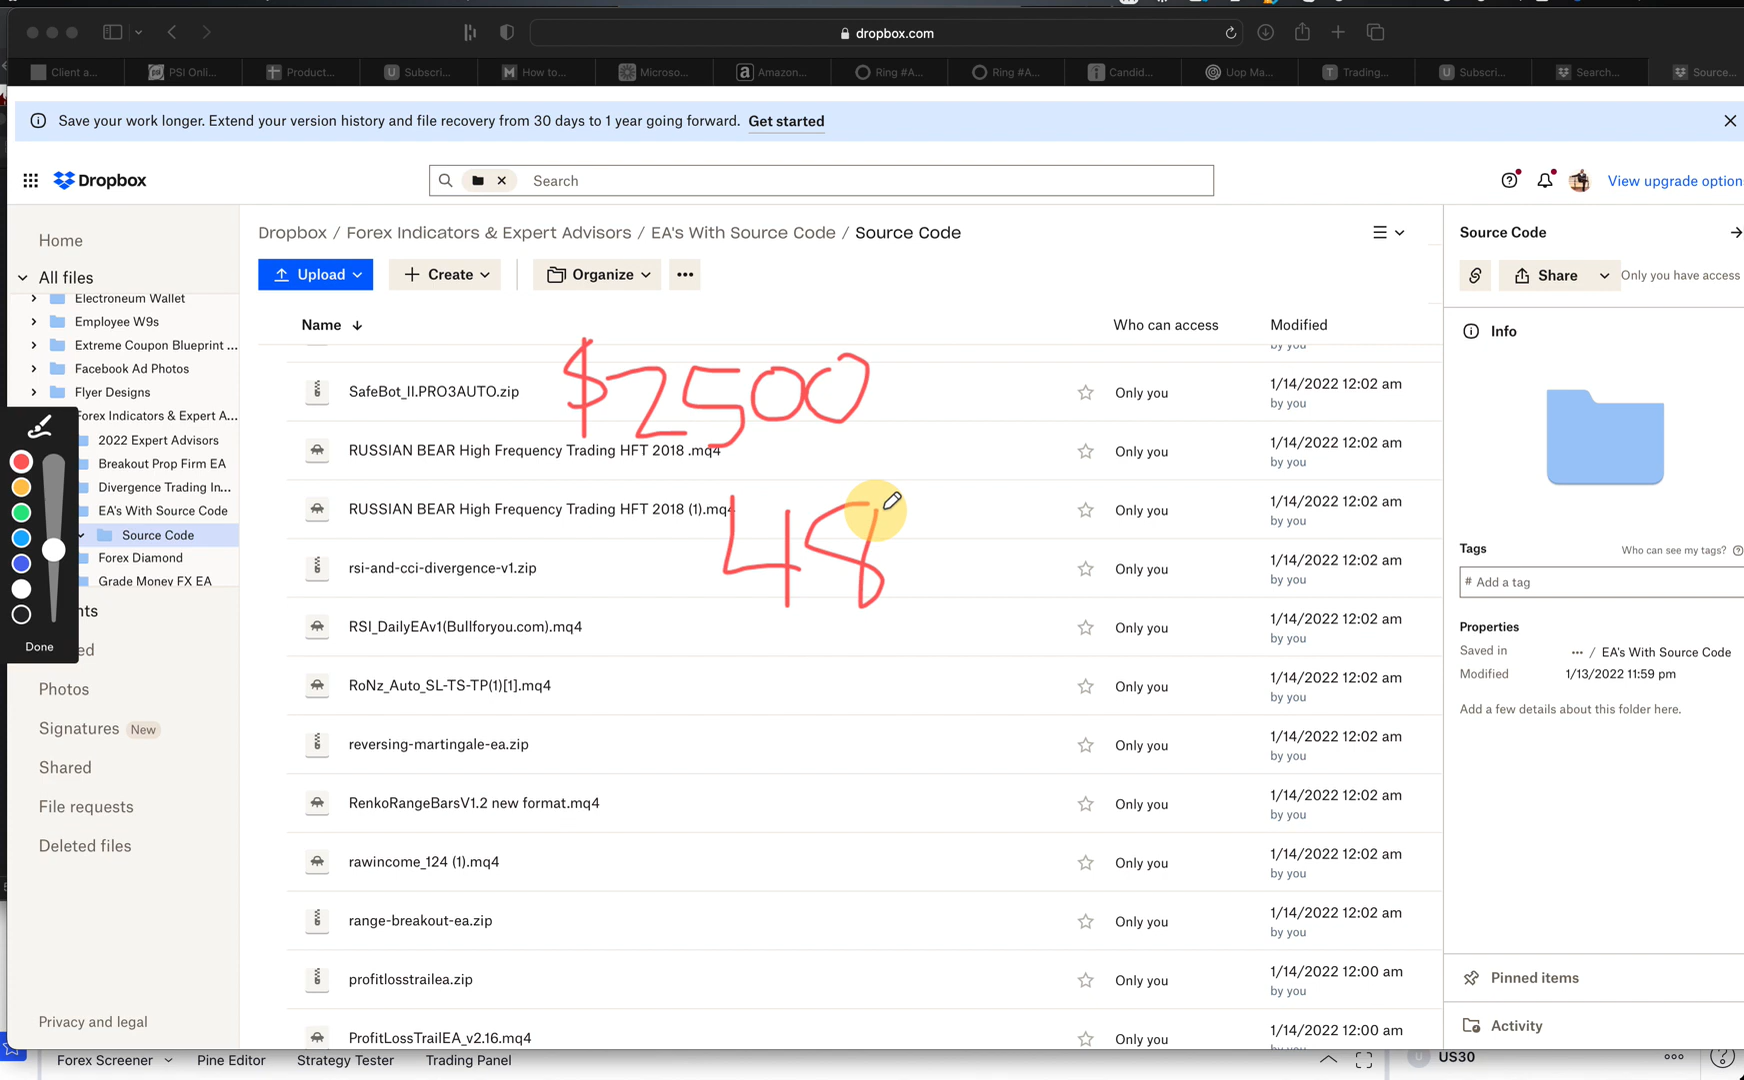 dropbox.com
Client a...
PSI Onli...
Product...
Subscri...
How to...
Microso...
Amazon...
Ring #A...
Ring #A...
Candid...
Uop Ma...
Trading...
Subscri...
Search...
Source...
Save your work longer. Extend your version history and file recovery from 30 days to 1 year going forward. Get started
Dropbox
Search
View upgrade option
Home
All files
Electroneum Wallet
Employee W9s
Extreme Coupon Blueprint ...
Facebook Ad Photos
Flyer Designs
Forex Indicators & Expert A...
2022 Expert Advisors
Breakout Prop Firm EA
Divergence Trading In...
EA's With Source Code
Source Code
Forex Diamond
Grade Money FX EA
nts
ed
Done
Photos
Signatures New
Shared
File requests
Deleted files
Privacy and legal
Dropbox / Forex Indicators & Expert Advisors / EA's With Source Code / Source Code
Upload
Create
Organize
Name Who can access Modified
by you
$2500
SafeBot_II.PRO3AUTO.zip Only you 1/14/2022 12:02 am
by you
RUSSIAN BEAR High Frequency Trading HFT 2018 .mq4 Only you 1/14/2022 12:02 am
by you
RUSSIAN BEAR High Frequency Trading HFT 2018 (1).mq4 Only you 1/14/2022 12:02 am
by you
48
rsi-and-cci-divergence-v1.zip Only you 1/14/2022 12:02 am
by you
RSI_DailyEAv1(Bullforyou.com).mq4 Only you 1/14/2022 12:02 am
by you
RoNz_Auto_SL-TS-TP(1)[1].mq4 Only you 1/14/2022 12:02 am
by you
reversing-martingale-ea.zip Only you 1/14/2022 12:02 am
by you
RenkoRangeBarsV1.2 new format.mq4 Only you 1/14/2022 12:02 am
by you
rawincome_124 (1).mq4 Only you 1/14/2022 12:02 am
by you
range-breakout-ea.zip Only you 1/14/2022 12:02 am
by you
profitlosstrailea.zip Only you 1/14/2022 12:00 am
by you
ProfitLossTrailEA_v2.16.mq4 Only you 1/14/2022 12:00 am
Source Code
Share
Only you have access
Info
Tags Who can see my tags?
# Add a tag
Properties
Saved in ... / EA's With Source Code
Modified 1/13/2022 11:59 pm
Add a few details about this folder here.
Pinned items
Activity
Forex Screener Pine Editor Strategy Tester Trading Panel
U US30